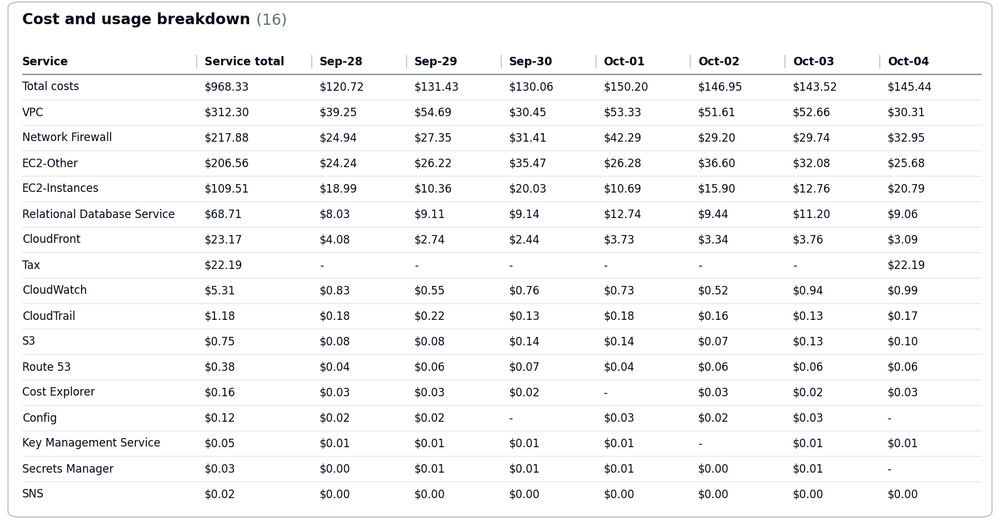 Cost and usage breakdown (16)
Service Service total Sep-28 Sep-29 Sep-30 Oct-01 Oct-02 Oct-03 Oct-04
Total costs $968.33 $120.72 $131.43 $130.06 $150.20 $146.95 $143.52 $145.44
VPC $312.30 $39.25 $54.69 $30.45 $53.33 $51.61 $52.66 $30.31
Network Firewall $217.88 $24.94 $27.35 $31.41 $42.29 $29.20 $29.74 $32.95
EC2-Other $206.56 $24.24 $26.22 $35.47 $26.28 $36.60 $32.08 $25.68
EC2-Instances $109.51 $18.99 $10.36 $20.03 $10.69 $15.90 $12.76 $20.79
Relational Database Service $68.71 $8.03 $9.11 $9.14 $12.74 $9.44 $11.20 $9.06
CloudFront $23.17 $4.08 $2.74 $2.44 $3.73 $3.34 $3.76 $3.09
Tax $22.19 - - - - - - $22.19
CloudWatch $5.31 $0.83 $0.55 $0.76 $0.73 $0.52 $0.94 $0.99
CloudTrail $1.18 $0.18 $0.22 $0.13 $0.18 $0.16 $0.13 $0.17
S3 $0.75 $0.08 $0.08 $0.14 $0.14 $0.07 $0.13 $0.10
Route 53 $0.38 $0.04 $0.06 $0.07 $0.04 $0.06 $0.06 $0.06
Cost Explorer $0.16 $0.03 $0.03 $0.02 - $0.03 $0.02 $0.03
Config $0.12 $0.02 $0.02 - $0.03 $0.02 $0.03 -
Key Management Service $0.05 $0.01 $0.01 $0.01 $0.01 - $0.01 $0.01
Secrets Manager $0.03 $0.00 $0.01 $0.01 $0.01 $0.00 $0.01 -
SNS $0.02 $0.00 $0.00 $0.00 $0.00 $0.00 $0.00 $0.00